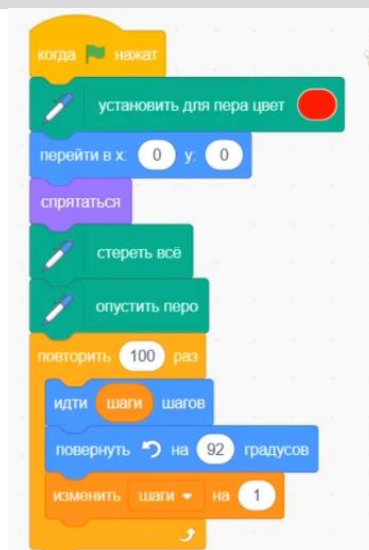 когда нажат
установить для пера цвет
перейти в x: 0 y: 0
спрятаться
стереть всё
опустить перо
повторить 100 раз
идти шаги шагов
повернуть на 92 градусов
изменить шаги на 1